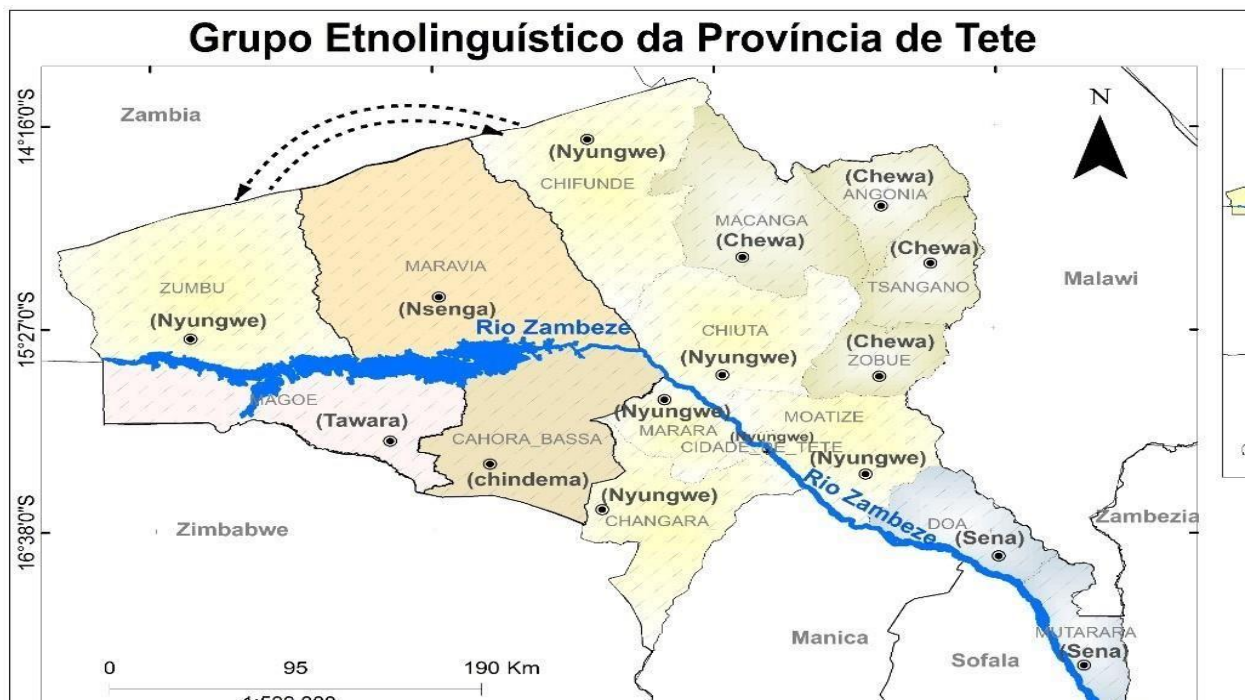 Grupo Etnolinguístico da Província de Tete
Zambia
N
14°16'0"S
(Nyungwe)
CHIFUNDE
(Chewa)
ANGONIA
MACANGA
(Chewa)
(Chewa)
TSANGANO
Malawi
MARAVIA
(Nsenga)
ZUMBU
(Nyungwe)
15°27'0"S
Rio Zambeze
CHIUTA
(Nyungwe)
(Chewa)
ZOBUE
MAGOE
(Tawara)
(Nyungwe)
MARARA
MOATIZE
CAHORA_BASSA
(chindema)
(Nyungwe)
CIDADE_DE_TETE
(Nyungwe)
(Nyungwe)
CHANGARA
Rio Zambeze
DOA
(Sena)
Zambezia
Zimbabwe
16°38'0"S
Manica
Sofala
MUTARARA
(Sena)
0 95 190 Km